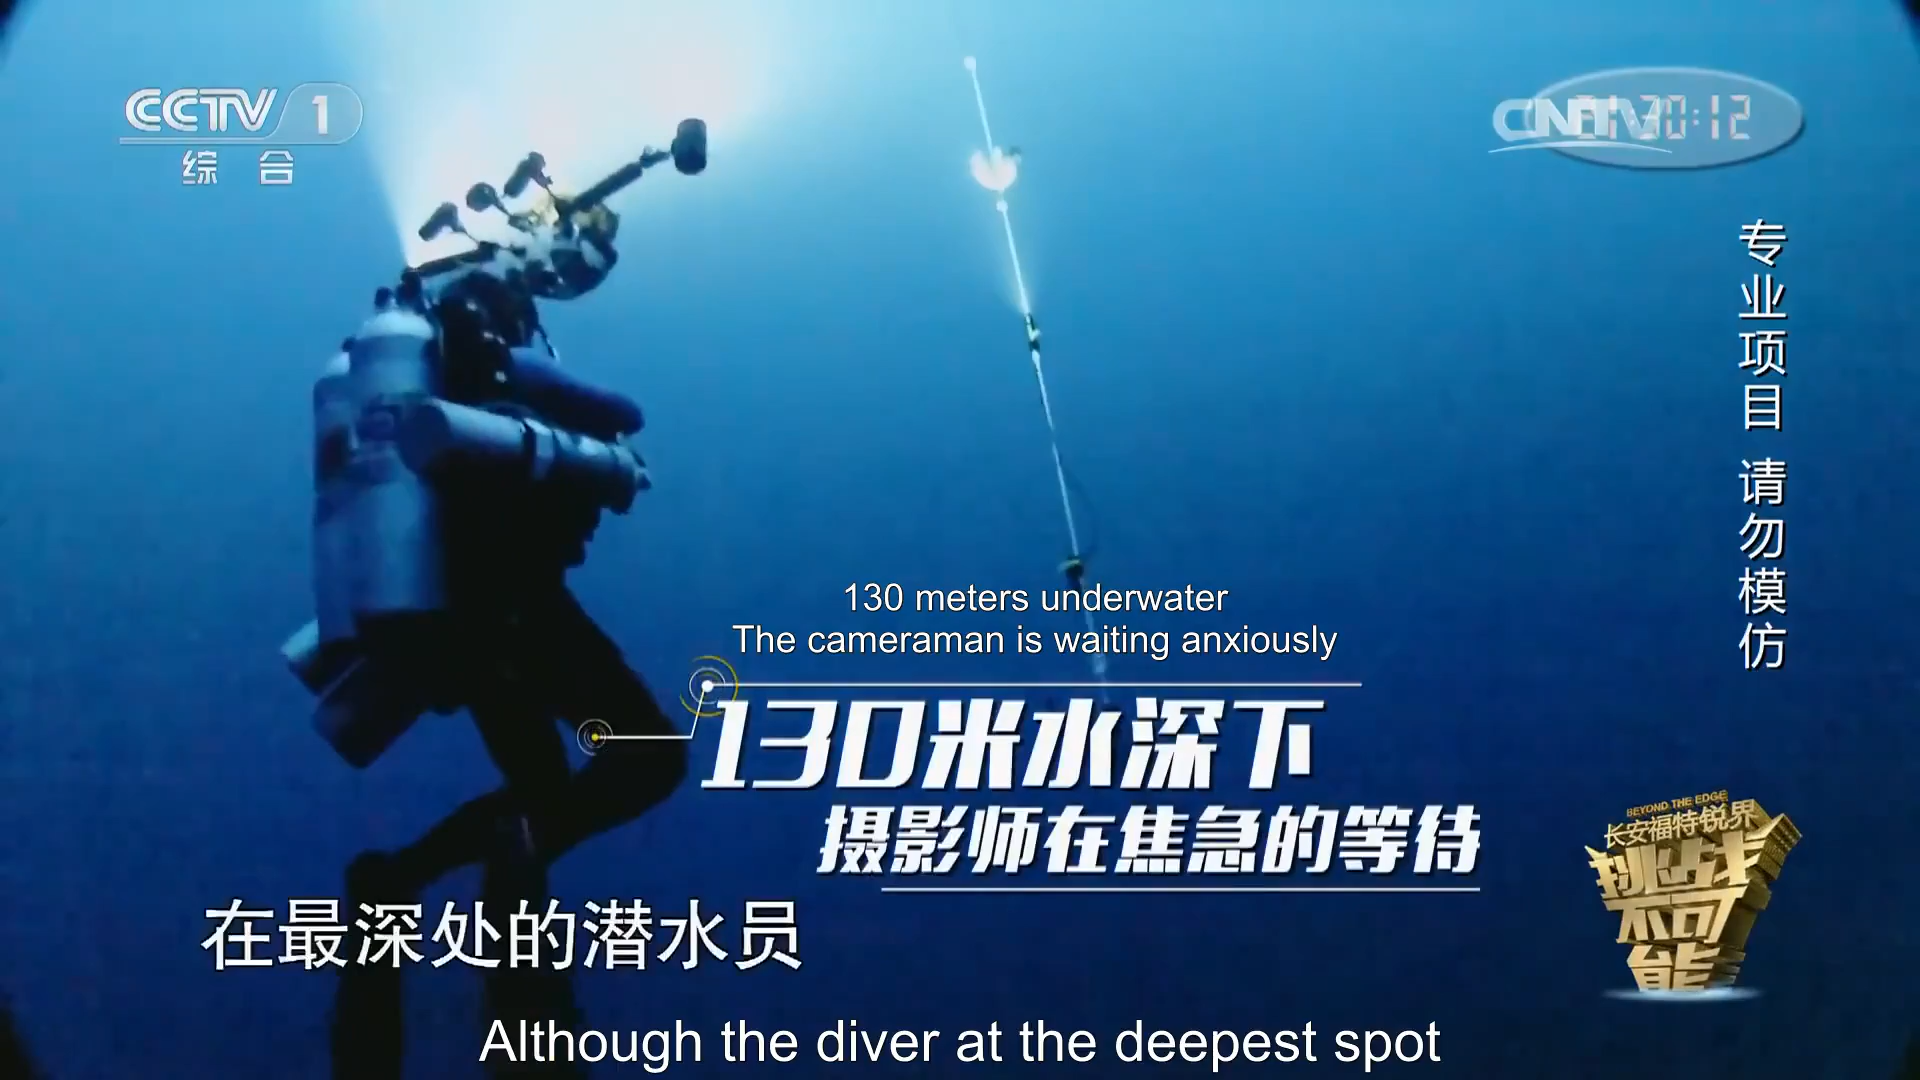 CCTV 1
综合
CNTV
:30:12
专业项目 请勿模仿
130 meters underwater
The cameraman is waiting anxiously
130米水深下
摄影师在焦急的等待
BEYOND THE EDGE
长安福特锐界
挑战
不可
能
在最深处的潜水员
Although the diver at the deepest spot